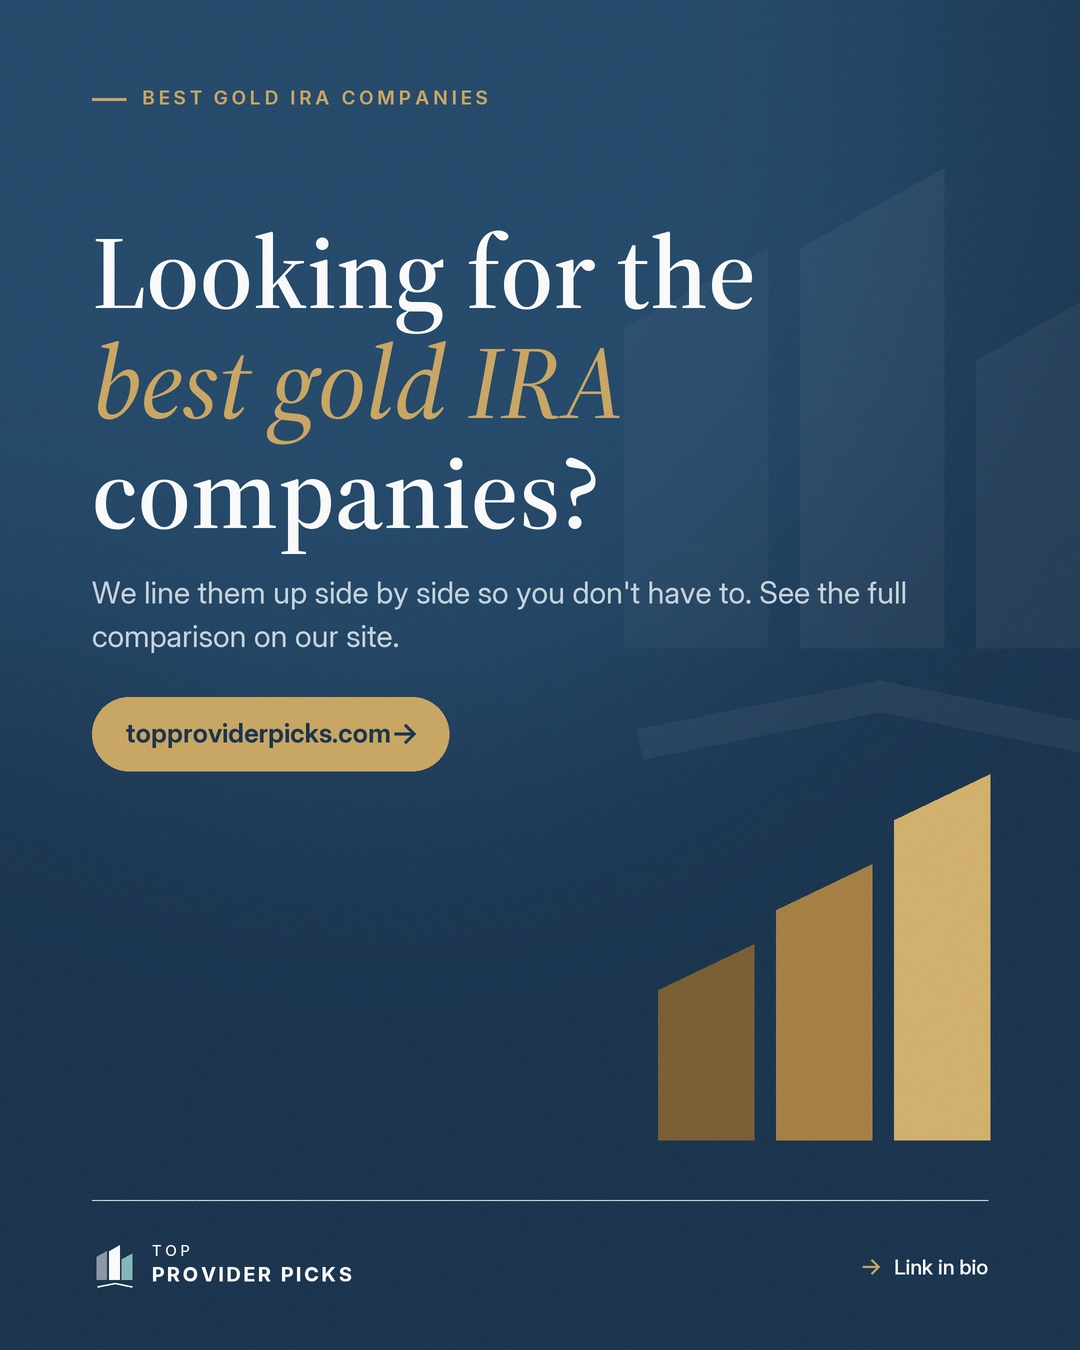 BEST GOLD IRA COMPANIES
Looking for the
best gold IRA
companies?
We line them up side by side so you don't have to. See the full
comparison on our site.
topproviderpicks.com→
TOP
PROVIDER PICKS
→ Link in bio